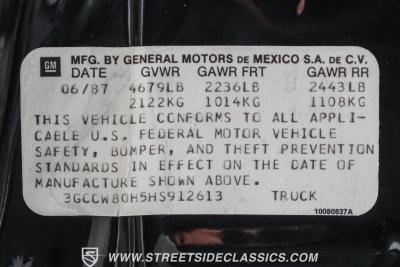 GM MFG. BY GENERAL MOTORS DE MEXICO S.A. DE C.V.
DATE GVWR GAWR FRT GAWR RR
06/87 4679LB 2236LB 2443LB
2122KG 1014KG 1108KG
THIS VEHICLE CONFORMS TO ALL APPLI-
CABLE U.S. FEDERAL MOTOR VEHICLE
SAFETY, BUMPER, AND THEFT PREVENTION
STANDARDS IN EFFECT ON THE DATE OF
MANUFACTURE SHOWN ABOVE.
3GCCW80H5HS912613 TRUCK
10080837A
WWW.STREETSIDECLASSICS.COM